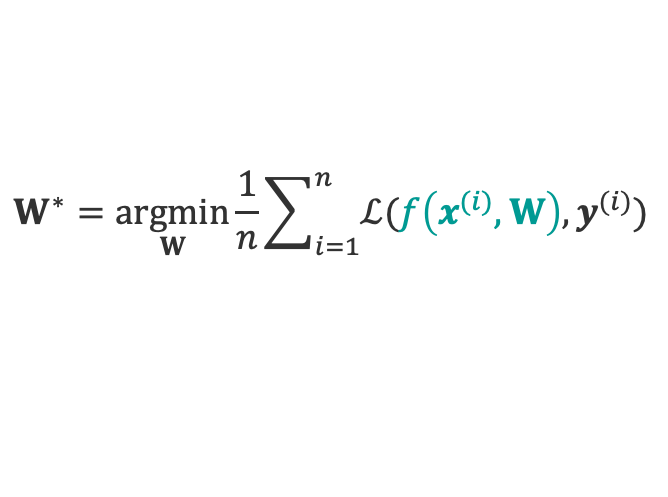 𝐖* = argmin_𝐖 1/n ∑_{i=1}^{n} ℒ(f(𝒙^{(i)}, 𝐖), 𝒚^{(i)})